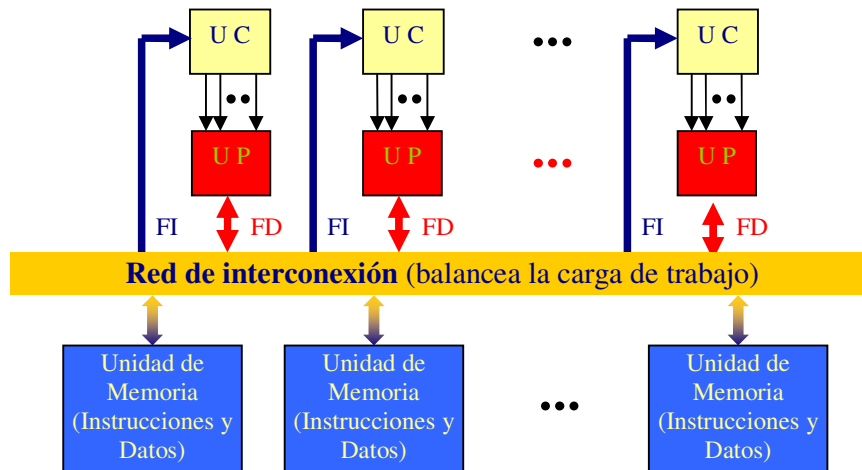 U C
U C
U C
U P
U P
U P
FI
FD
FI
FD
FI
FD
Red de interconexión (balancea la carga de trabajo)
Unidad de
Memoria
(Instrucciones y
Datos)
Unidad de
Memoria
(Instrucciones y
Datos)
Unidad de
Memoria
(Instrucciones y
Datos)